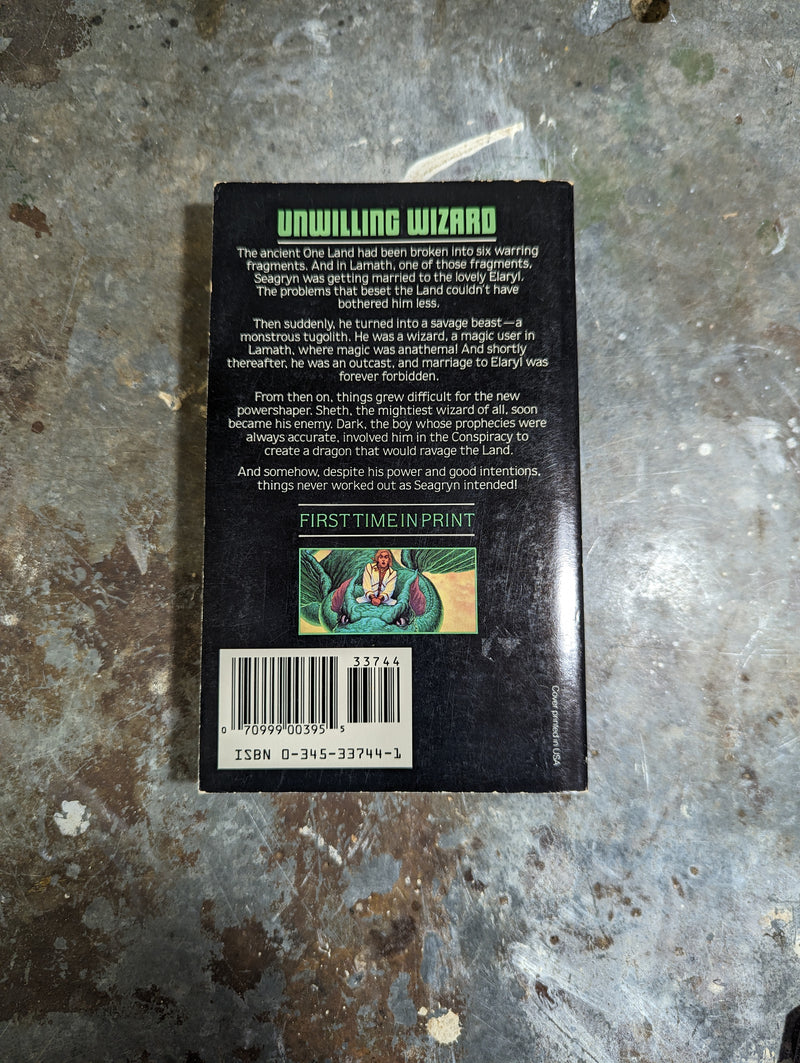 UNWILLING WIZARD
The ancient One Land had been broken into six warring
fragments. And in Lamath, one of those fragments,
Seagryn was getting married to the lovely Elaryl.
The problems that beset the Land couldn't have
bothered him less.
Then suddenly, he turned into a savage beast—a
monstrous tugolith. He was a wizard, a magic user in
Lamath, where magic was anathema! And shortly
thereafter, he was an outcast, and marriage to Elaryl was
forever forbidden.
From then on, things grew difficult for the new
powershaper. Sheth, the mightiest wizard of all, soon
became his enemy. Dark, the boy whose prophecies were
always accurate, involved him in the Conspiracy to
create a dragon that would ravage the Land.
And somehow, despite his power and good intentions,
things never worked out as Seagryn intended!
FIRST TIME IN PRINT
33744
0 70999 00395 5
ISBN 0-345-33744-1
Cover printed in USA